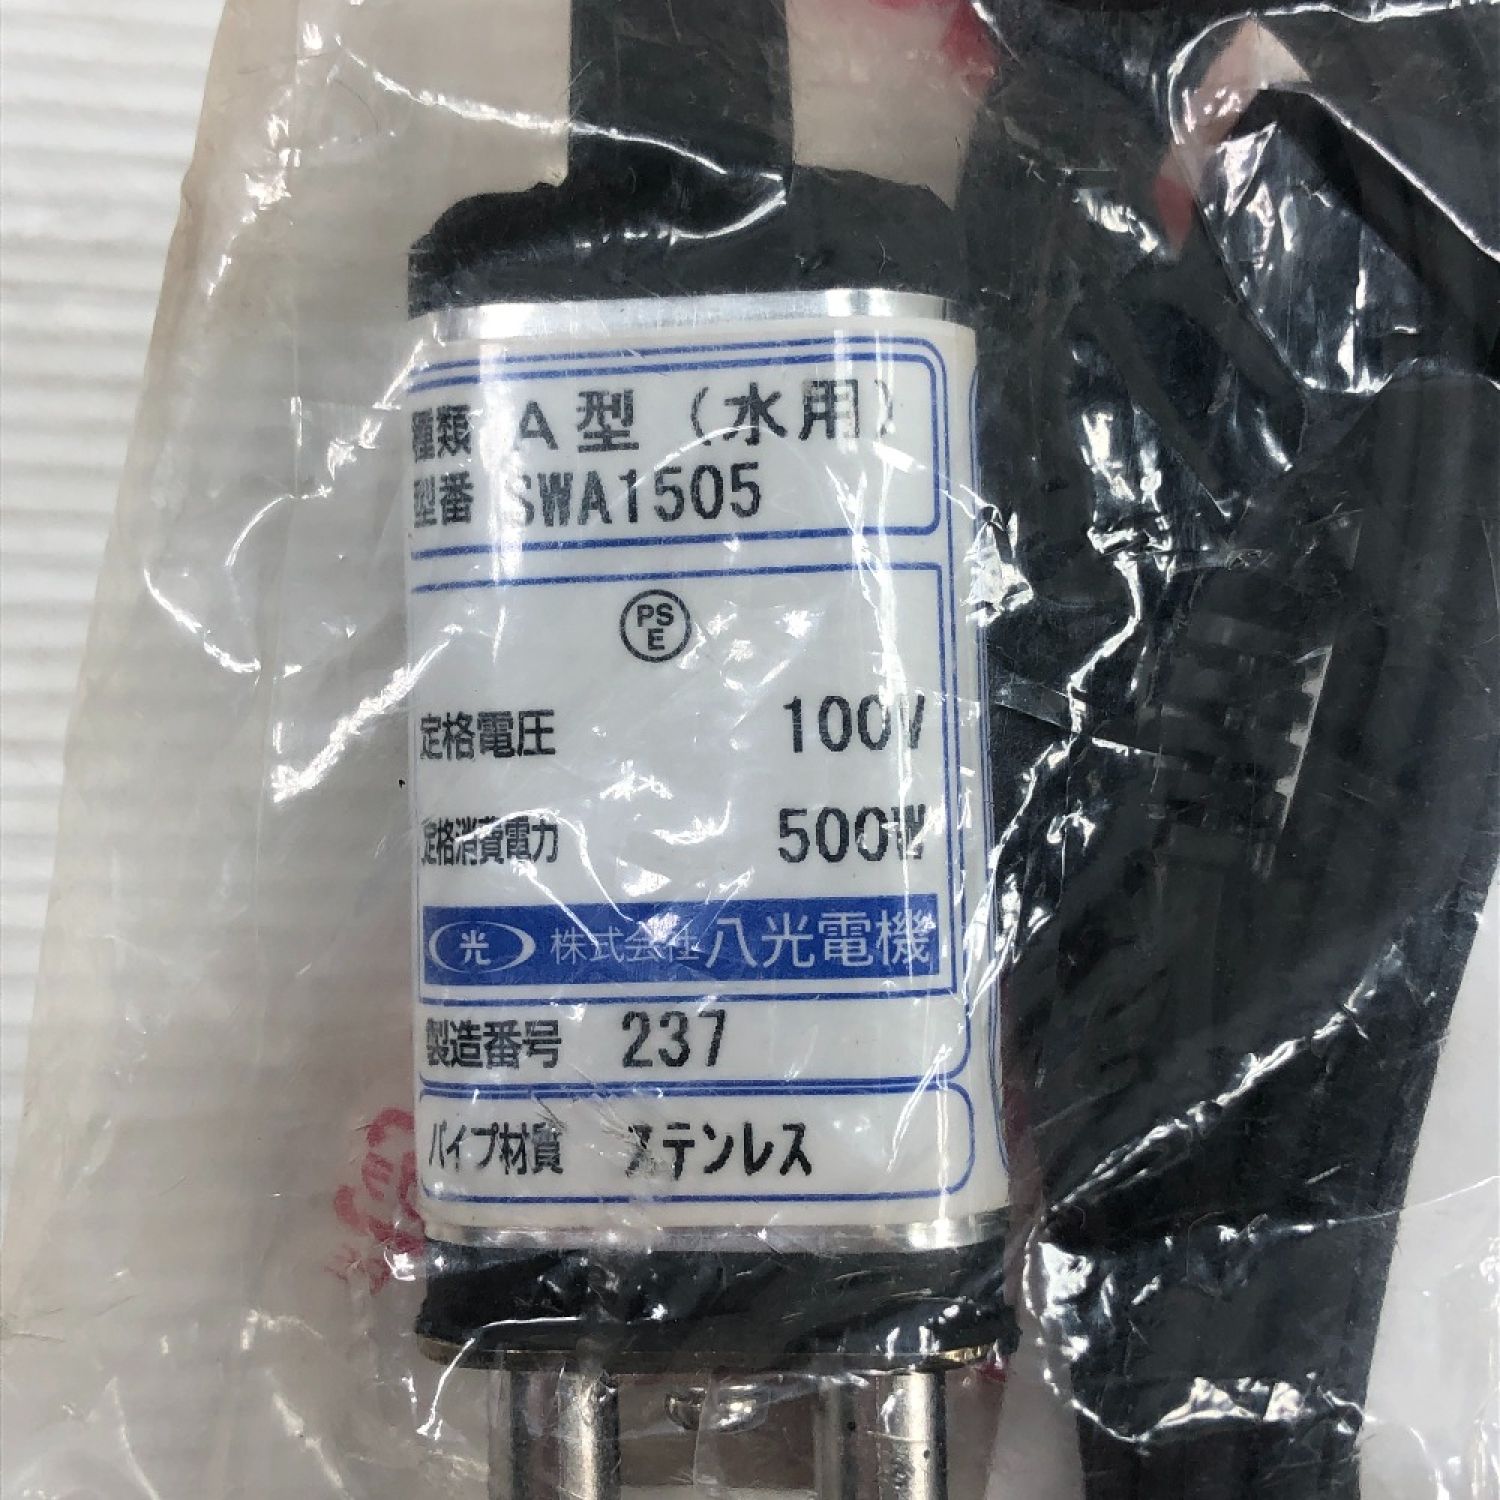 種類 A型（水用）
型番 SWA1505
PS
E
定格電圧 100V
定格消費電力 500W
光 株式会社八光電機
製造番号 237
パイプ材質 ステンレス